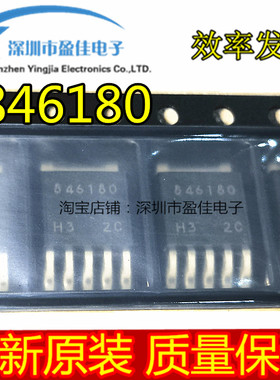 深圳市盈佳电子
效率发
Shenzhen Yingjia Electronics Co., LTD
846180
846180
H3 2C
846180
H3 2C
淘宝店铺：深圳市盈佳电子
新原装 质量保